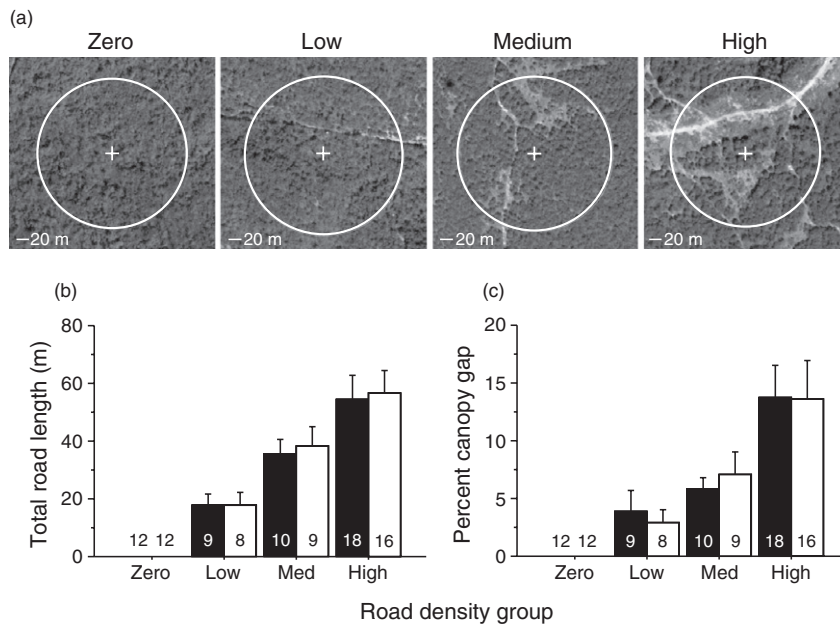 (a)
Zero Low Medium High
20 m 20 m 20 m 20 m
(b)
Total road length (m)
80
60
40
20
0
12 12 9 8 10 9 18 16
Zero Low Med High
(c)
Percent canopy gap
20
15
10
5
0
12 12 9 8 10 9 18 16
Zero Low Med High
Road density group